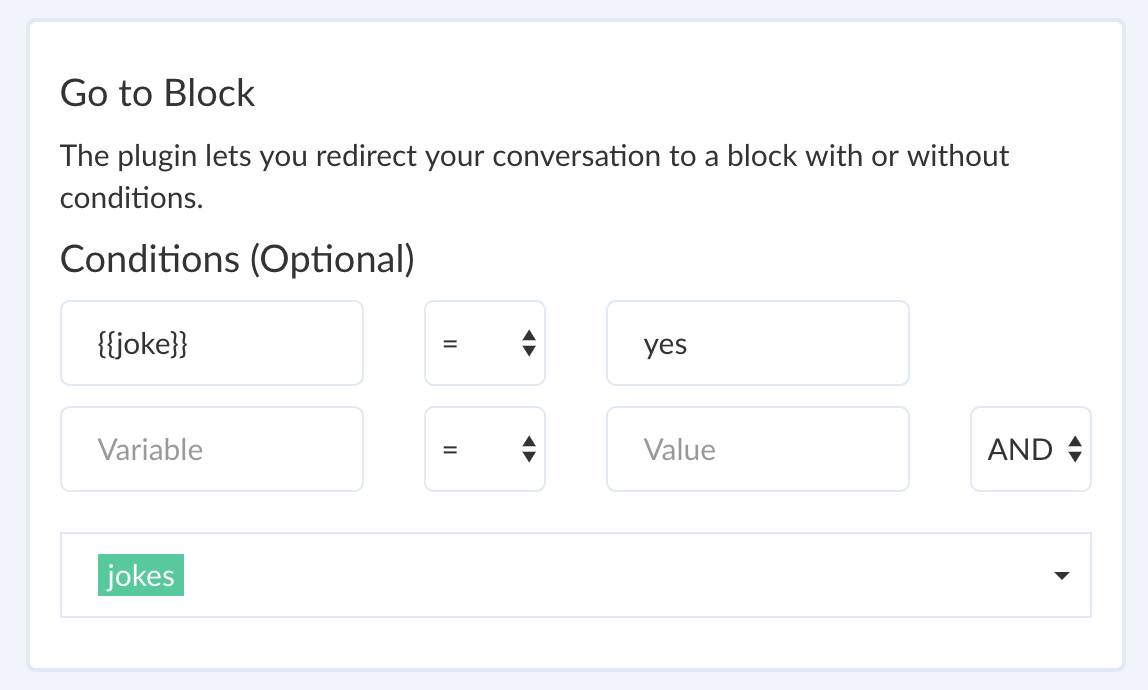 Go to Block
The plugin lets you redirect your conversation to a block with or without
conditions.
Conditions (Optional)
{{joke}} = yes
Variable = Value AND
jokes